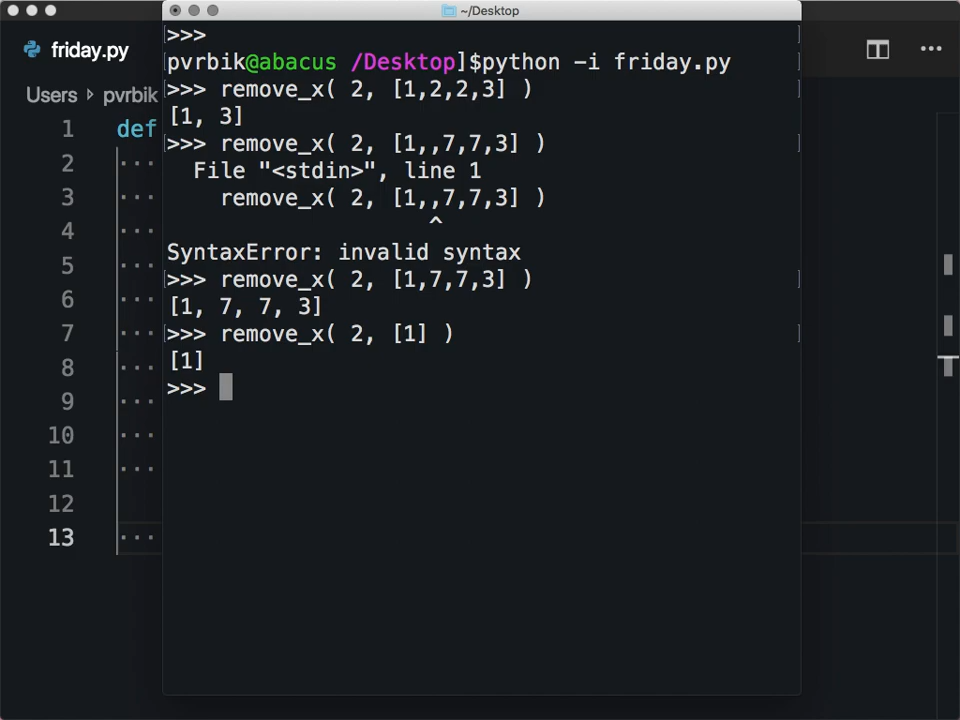 ~/Desktop
friday.py
Users
pvrbik
1 def
2
3
4
5
6
7
8
9
10
11
12
13
>>>
pvrbik@abacus /Desktop]$python -i friday.py
>>> remove_x( 2, [1,2,2,3] )
[1, 3]
>>> remove_x( 2, [1,,7,7,3] )
File "<stdin>", line 1
remove_x( 2, [1,,7,7,3] )
^
SyntaxError: invalid syntax
>>> remove_x( 2, [1,7,7,3] )
[1, 7, 7, 3]
>>> remove_x( 2, [1] )
[1]
>>>